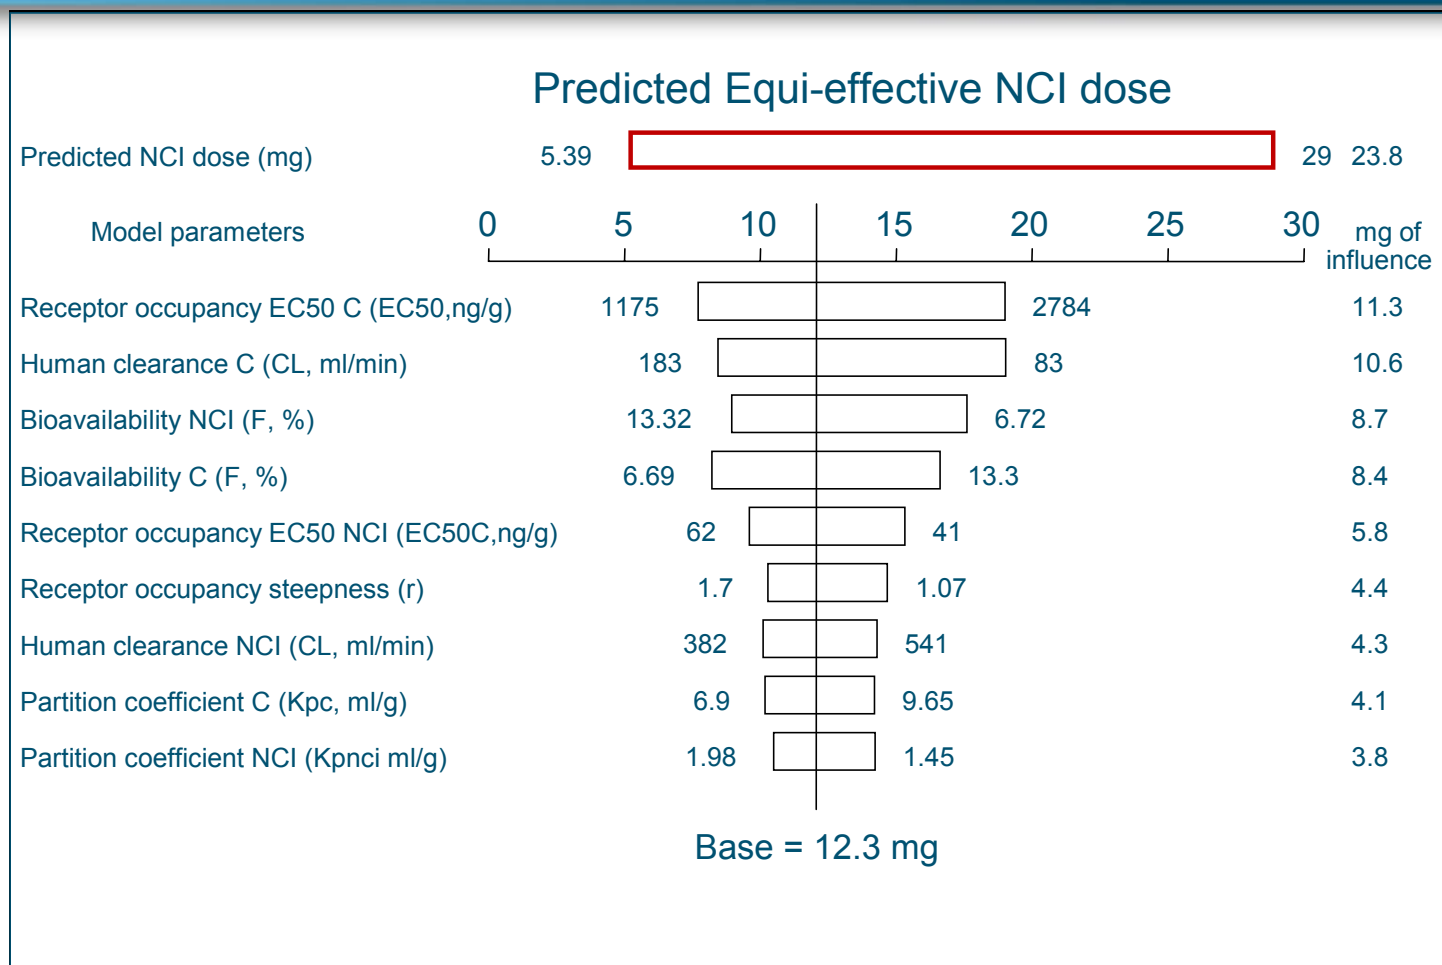 Predicted Equi-effective NCI dose
Predicted NCI dose (mg) 5.39 29 23.8
Model parameters 0 5 10 15 20 25 30 mg of
influence
Receptor occupancy EC50 C (EC50,ng/g) 1175 2784 11.3
Human clearance C (CL, ml/min) 183 83 10.6
Bioavailability NCI (F, %) 13.32 6.72 8.7
Bioavailability C (F, %) 6.69 13.3 8.4
Receptor occupancy EC50 NCI (EC50C,ng/g) 62 41 5.8
Receptor occupancy steepness (r) 1.7 1.07 4.4
Human clearance NCI (CL, ml/min) 382 541 4.3
Partition coefficient C (Kpc, ml/g) 6.9 9.65 4.1
Partition coefficient NCI (Kpnci ml/g) 1.98 1.45 3.8
Base = 12.3 mg